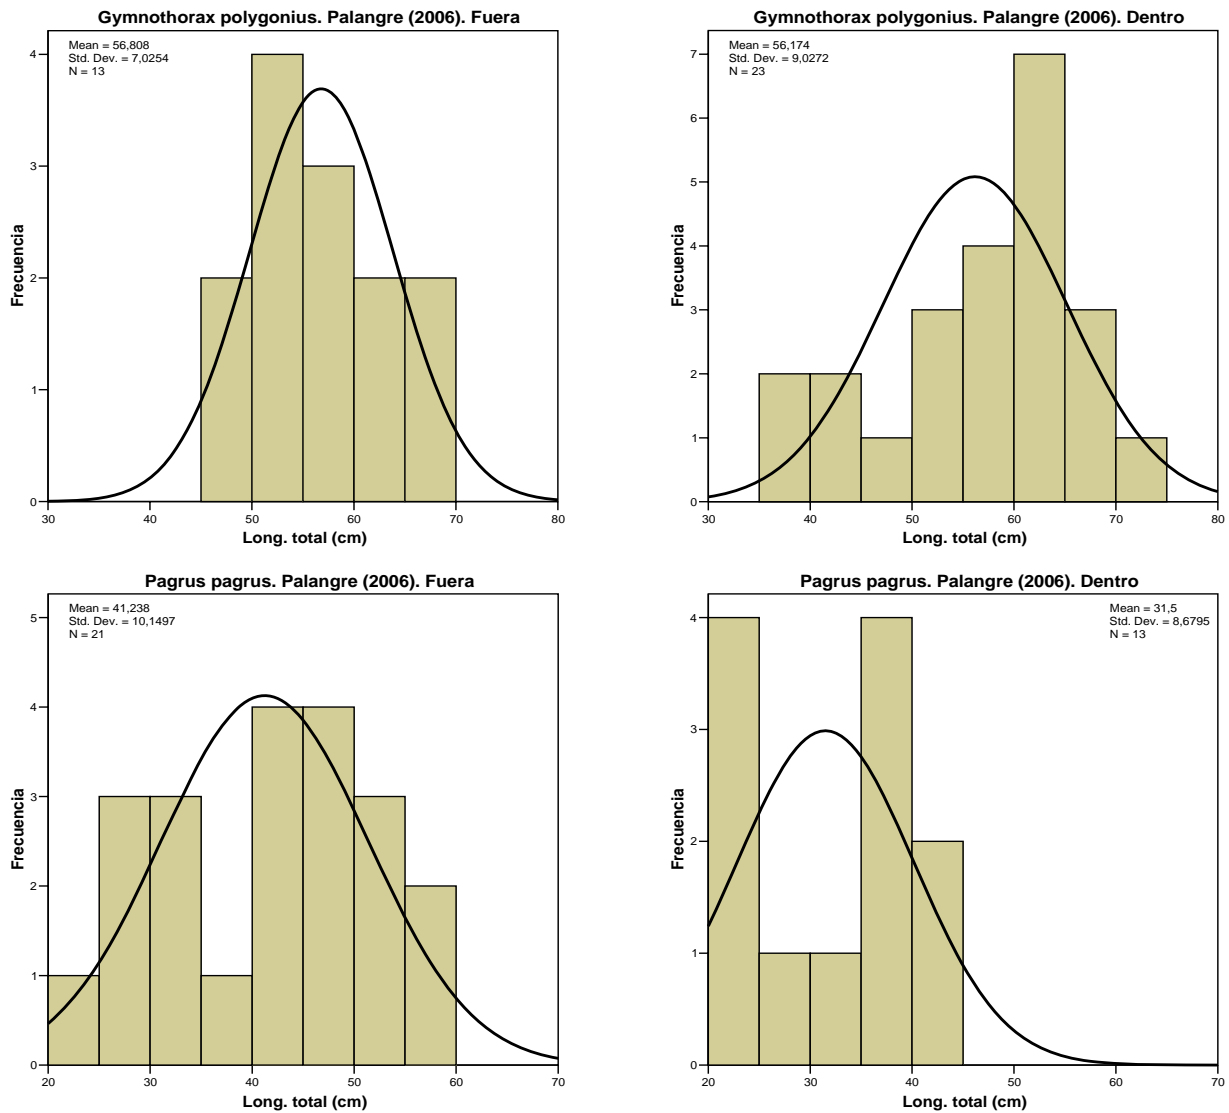 Gymnothorax polygonius. Palangre (2006). Fuera
Mean = 56,808
Std. Dev. = 7,0254
N = 13
4
3
2
1
0
Frecuencia
30 40 50 60 70 80
Long. total (cm)
Gymnothorax polygonius. Palangre (2006). Dentro
Mean = 56,174
Std. Dev. = 9,0272
N = 23
7
6
5
4
3
2
1
0
Frecuencia
30 40 50 60 70 80
Long. total (cm)
Pagrus pagrus. Palangre (2006). Fuera
Mean = 41,238
Std. Dev. = 10,1497
N = 21
5
4
3
2
1
0
Frecuencia
20 30 40 50 60 70
Long. total (cm)
Pagrus pagrus. Palangre (2006). Dentro
Mean = 31,5
Std. Dev. = 8,6795
N = 13
4
3
2
1
0
Frecuencia
20 30 40 50 60 70
Long. total (cm)